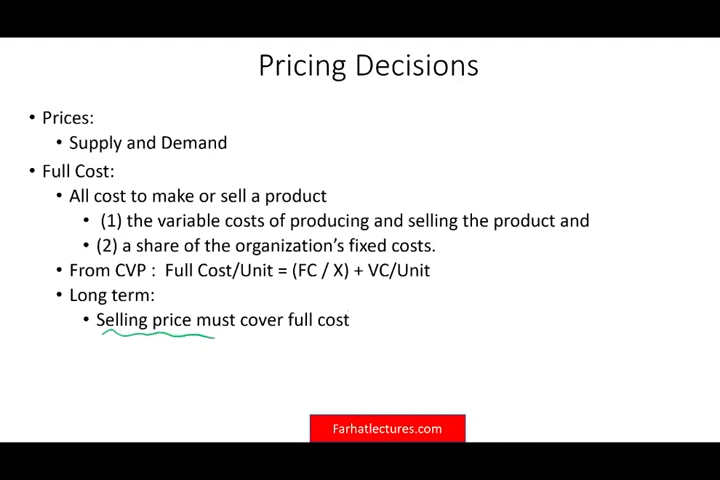 Pricing Decisions
• Prices:
• Supply and Demand
• Full Cost:
• All cost to make or sell a product
• (1) the variable costs of producing and selling the product and
• (2) a share of the organization's fixed costs.
• From CVP : Full Cost/Unit = (FC / X) + VC/Unit
• Long term:
• Selling price must cover full cost
Farhatlectures.com